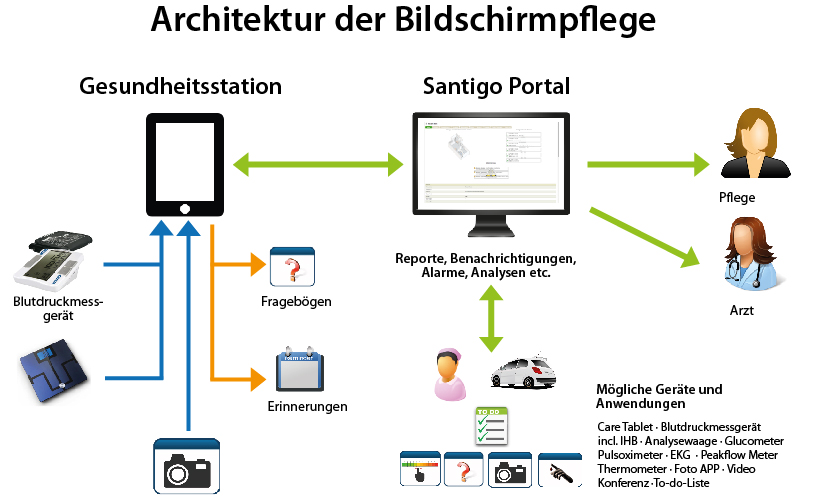 Architektur der Bildschirmpflege
Gesundheitsstation
Santigo Portal
Pflege
Arzt
Reporte, Benachrichtigungen,
Alarme, Analysen etc.
Blutdruckmess-
gerät
Fragebögen
reminder
Erinnerungen
TO DO
Mögliche Geräte und
Anwendungen
Care Tablet · Blutdruckmessgerät
incl. IHB · Analysewaage · Glucometer
Pulsoximeter · EKG · Peakflow Meter
Thermometer · Foto APP · Video
Konferenz ·To-do-Liste